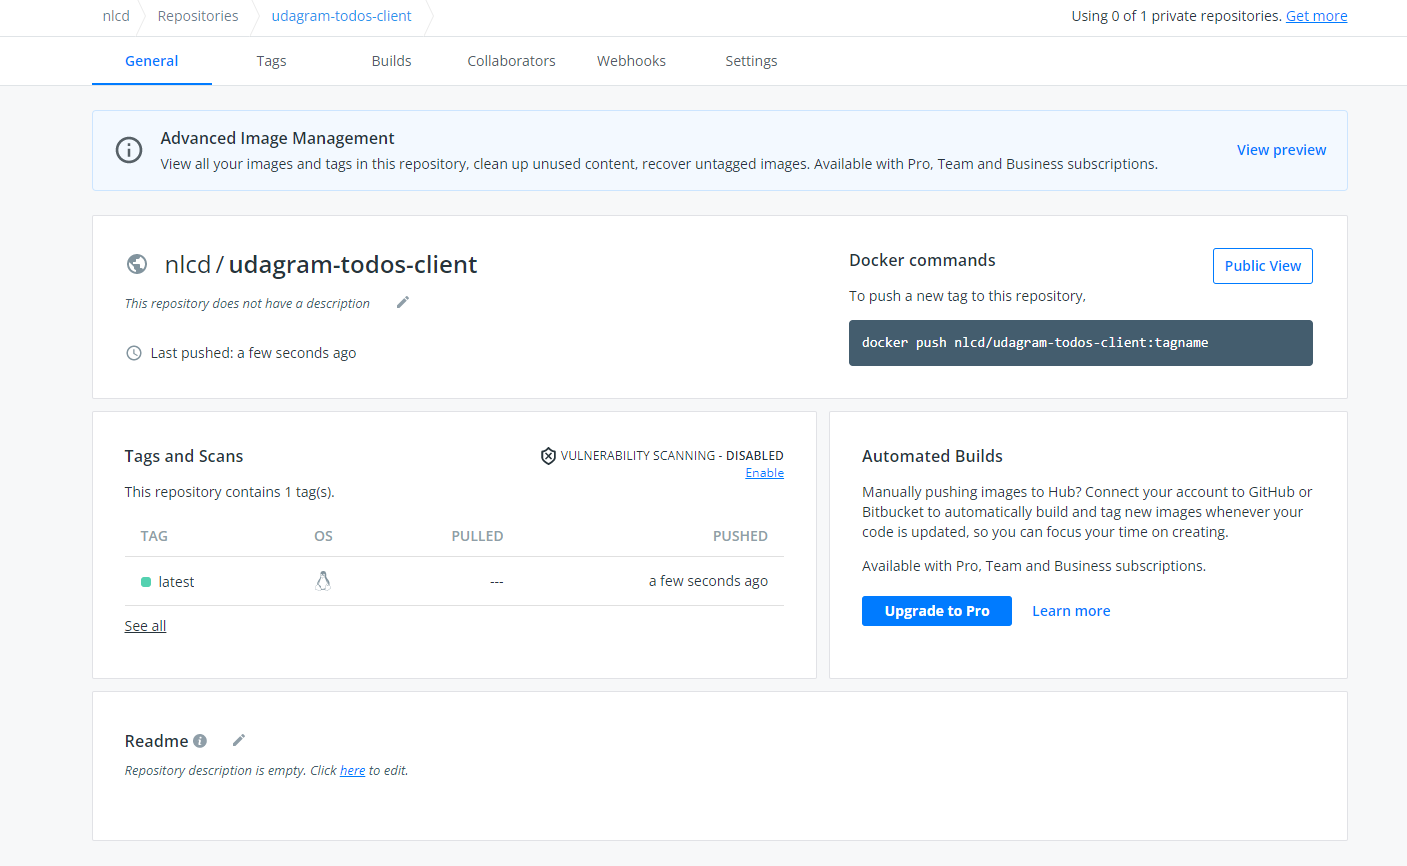 nlcd Repositories udagram-todos-client Using 0 of 1 private repositories. Get more
General Tags Builds Collaborators Webhooks Settings
Advanced Image Management
View all your images and tags in this repository, clean up unused content, recover untagged images. Available with Pro, Team and Business subscriptions.
View preview
nlcd / udagram-todos-client
This repository does not have a description
Last pushed: a few seconds ago
Docker commands
Public View
To push a new tag to this repository,
docker push nlcd/udagram-todos-client:tagname
Tags and Scans
VULNERABILITY SCANNING - DISABLED
Enable
This repository contains 1 tag(s).
TAG OS PULLED PUSHED
latest --- a few seconds ago
See all
Automated Builds
Manually pushing images to Hub? Connect your account to GitHub or
Bitbucket to automatically build and tag new images whenever your
code is updated, so you can focus your time on creating.
Available with Pro, Team and Business subscriptions.
Upgrade to Pro Learn more
Readme
Repository description is empty. Click here to edit.